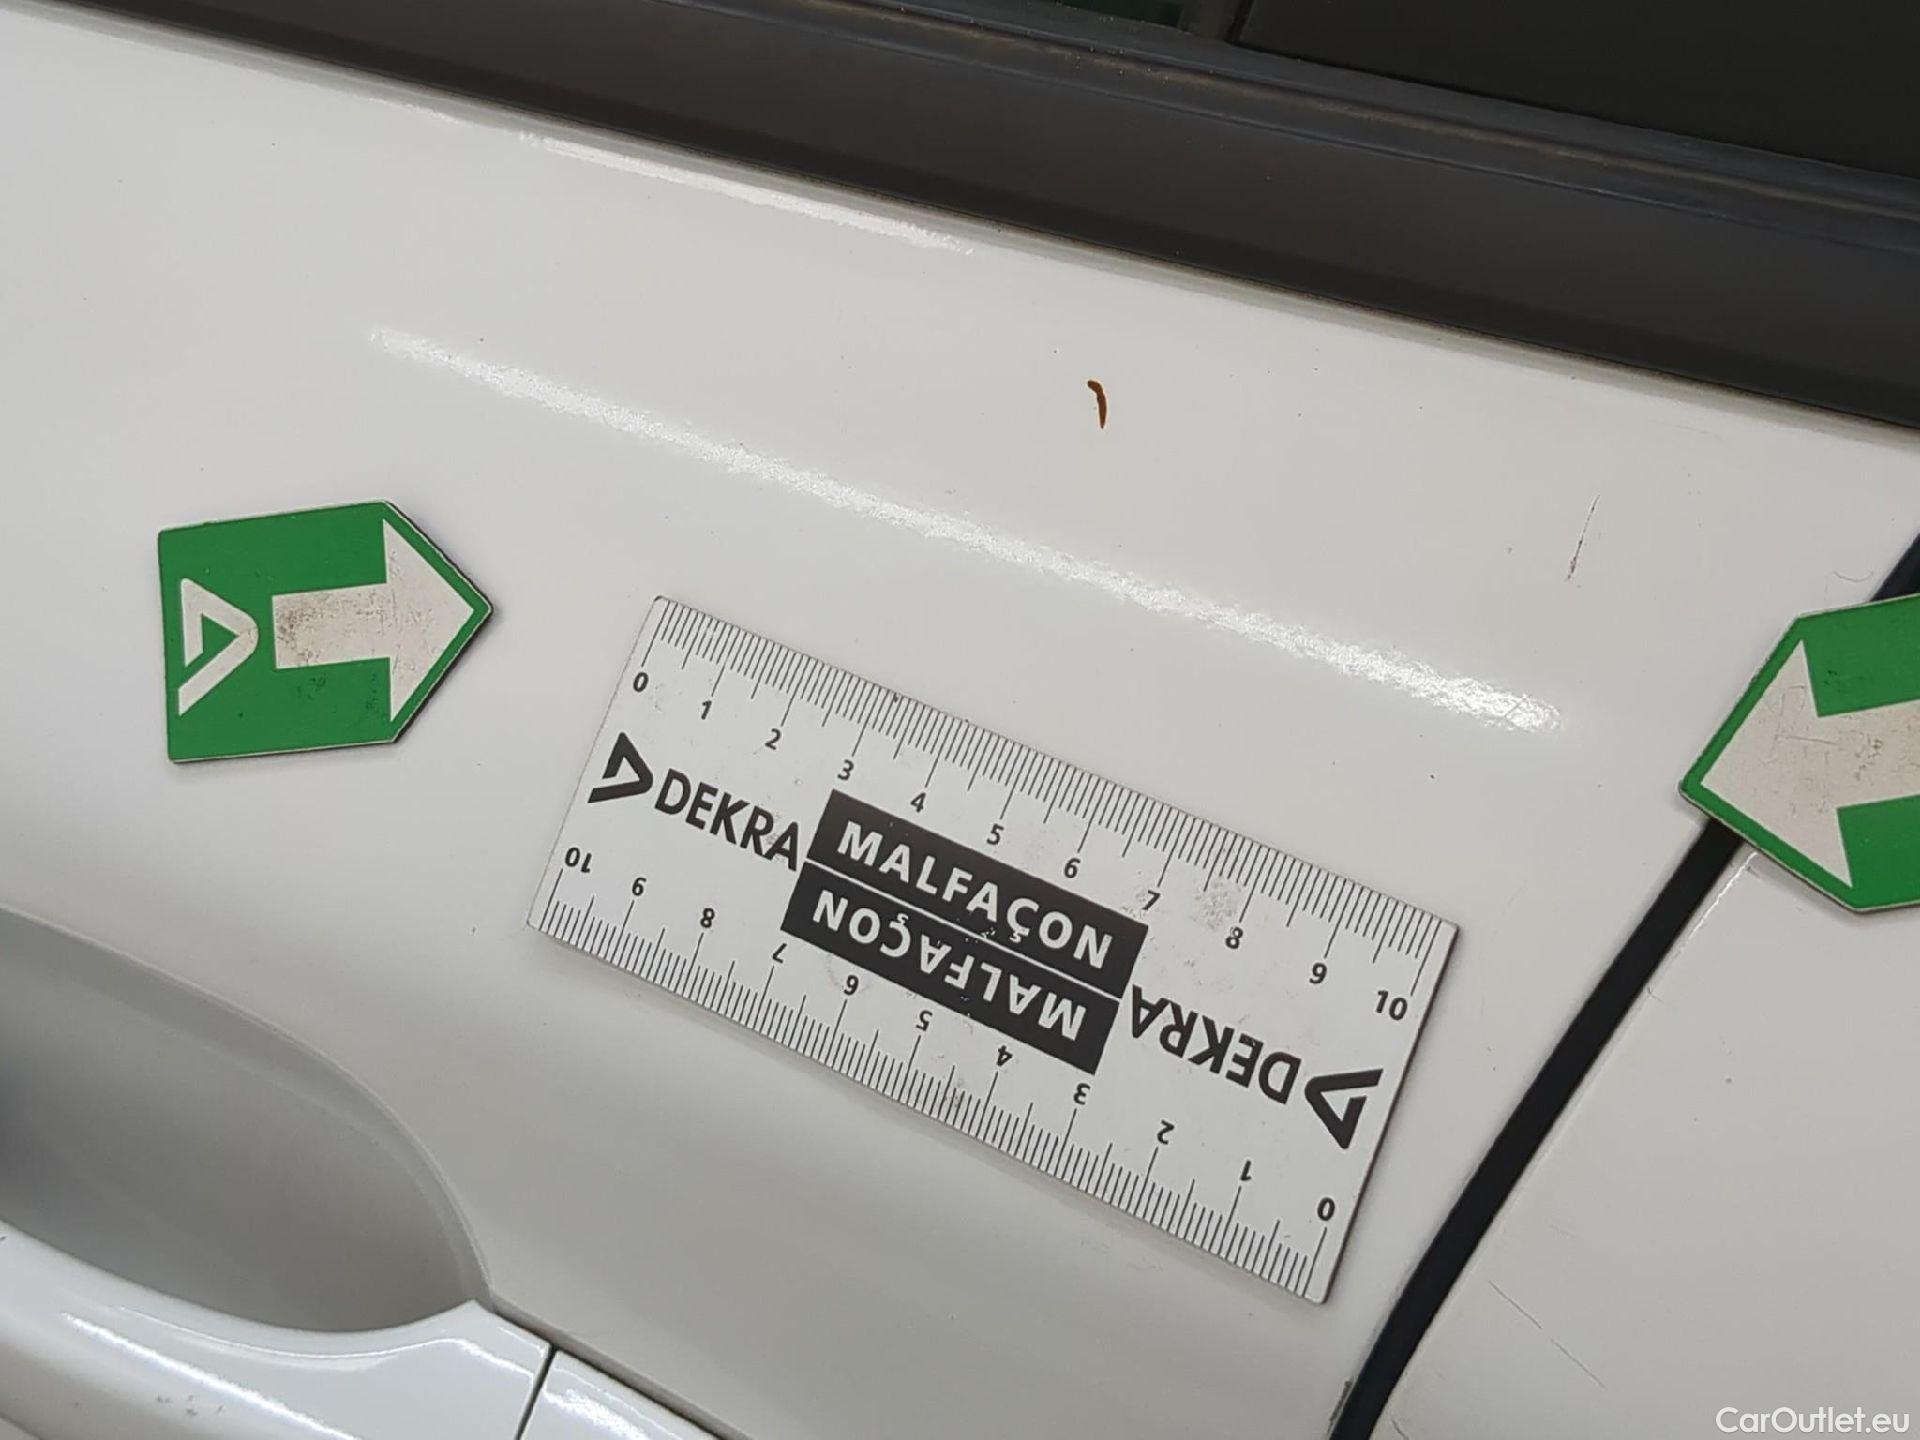 0 1 2 3 4 5 6 7 8 9 10
DEKRA
MALFAÇON
MALFAÇON
DEKRA
10 9 8 7 6 5 4 3 2 1 0
CarOutlet.eu